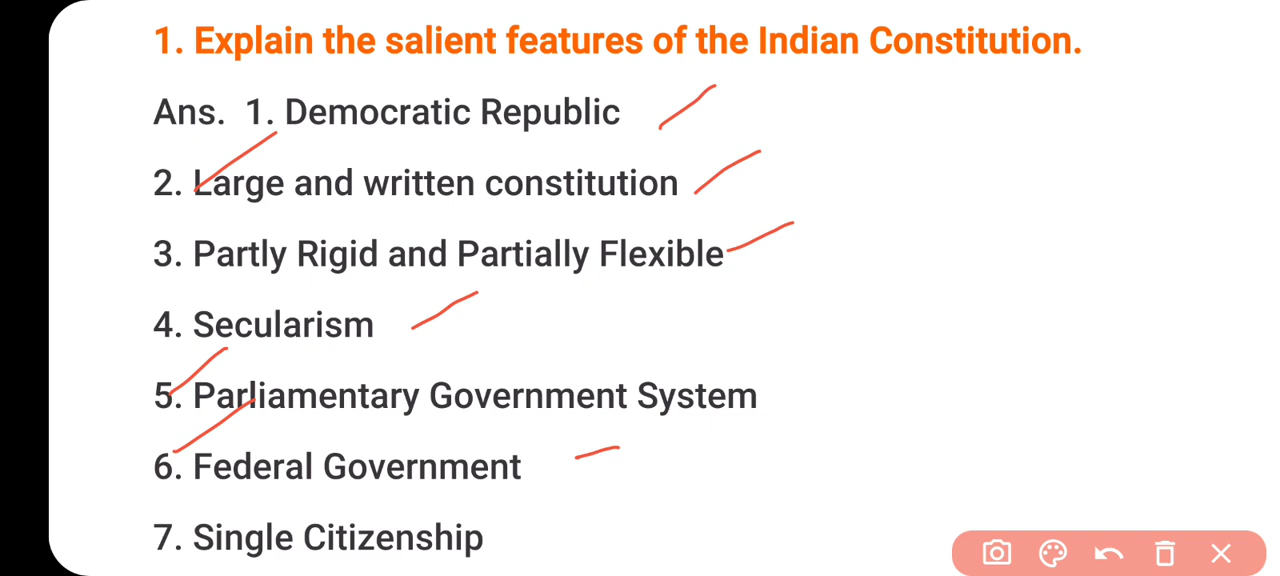 1. Explain the salient features of the Indian Constitution.
Ans. 1. Democratic Republic
2. Large and written constitution
3. Partly Rigid and Partially Flexible
4. Secularism
5. Parliamentary Government System
6. Federal Government
7. Single Citizenship